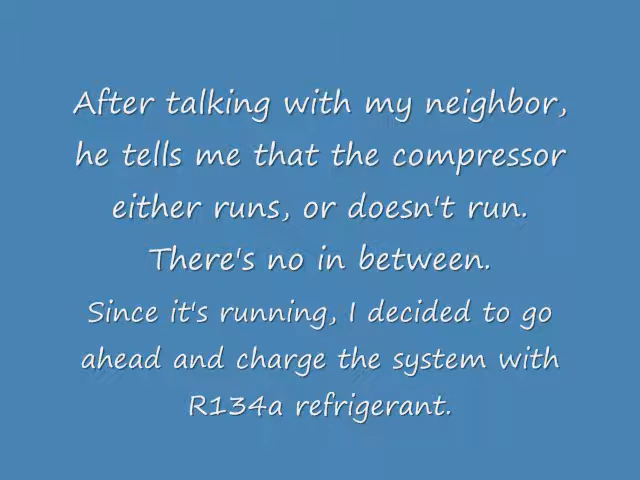 After talking with my neighbor,
he tells me that the compressor
either runs, or doesn't run.
There's no in between.
Since it's running, I decided to go
ahead and charge the system with
R134a refrigerant.